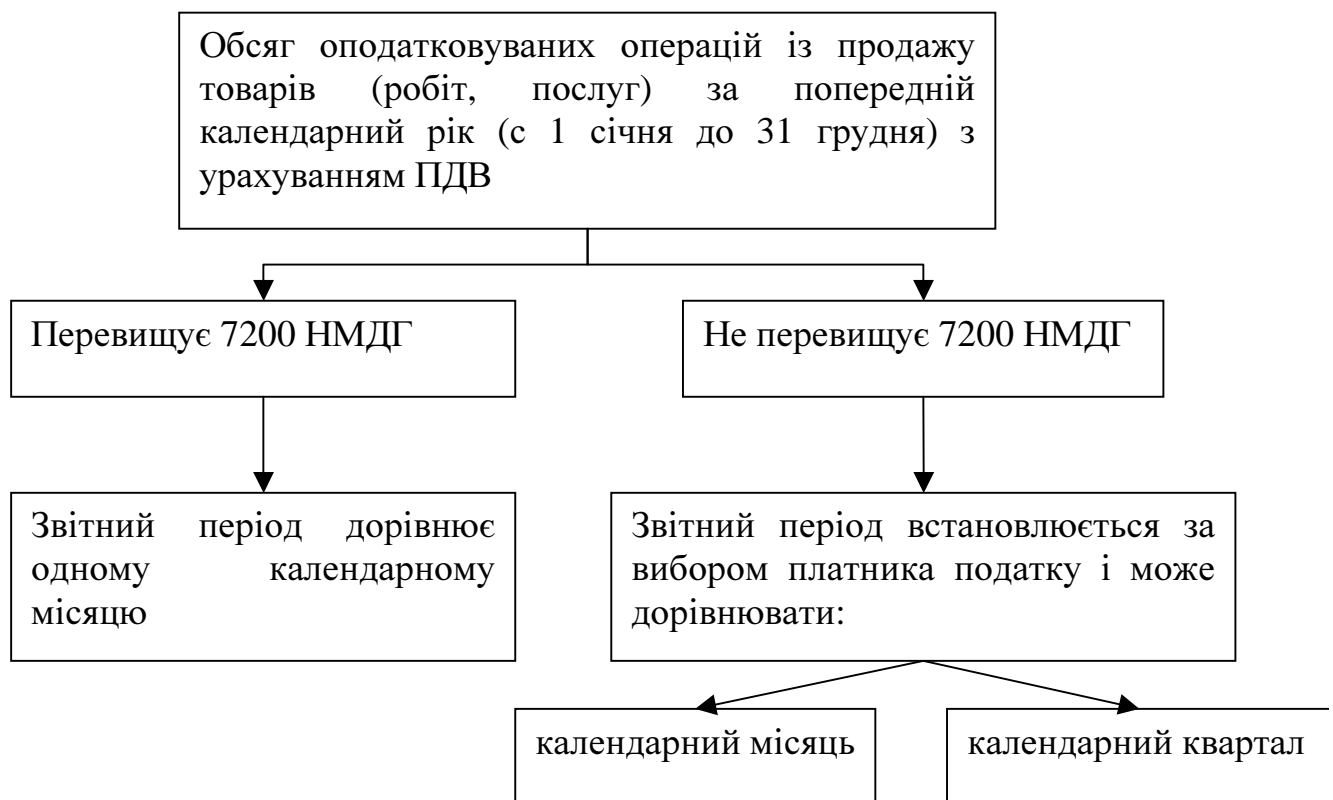 Обсяг оподатковуваних операцій із продажу
товарів (робіт, послуг) за попередній
календарний рік (с 1 січня до 31 грудня) з
урахуванням ПДВ
Перевищує 7200 НМДГ
Не перевищує 7200 НМДГ
Звітний період дорівнює
одному календарному
місяцю
Звітний період встановлюється за
вибором платника податку і може
дорівнювати:
календарний місяць
календарний квартал